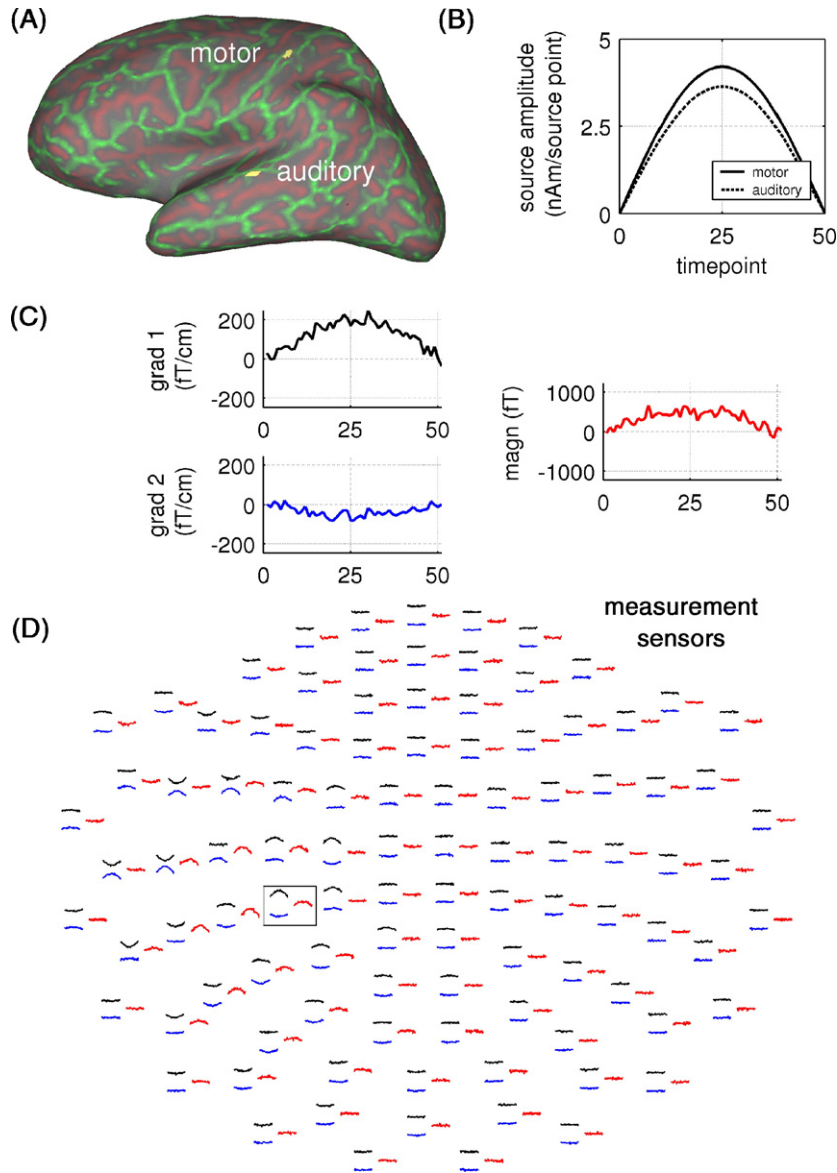 (A)
motor
auditory
(B)
source amplitude
(nAm/source point)
5
2.5
0
motor
auditory
0 25 50
timepoint
(C)
grad 1
(fT/cm)
200
0
-200
0 25 50
grad 2
(fT/cm)
200
0
-200
0 25 50
magn (fT)
1000
0
-1000
0 25 50
(D)
measurement
sensors